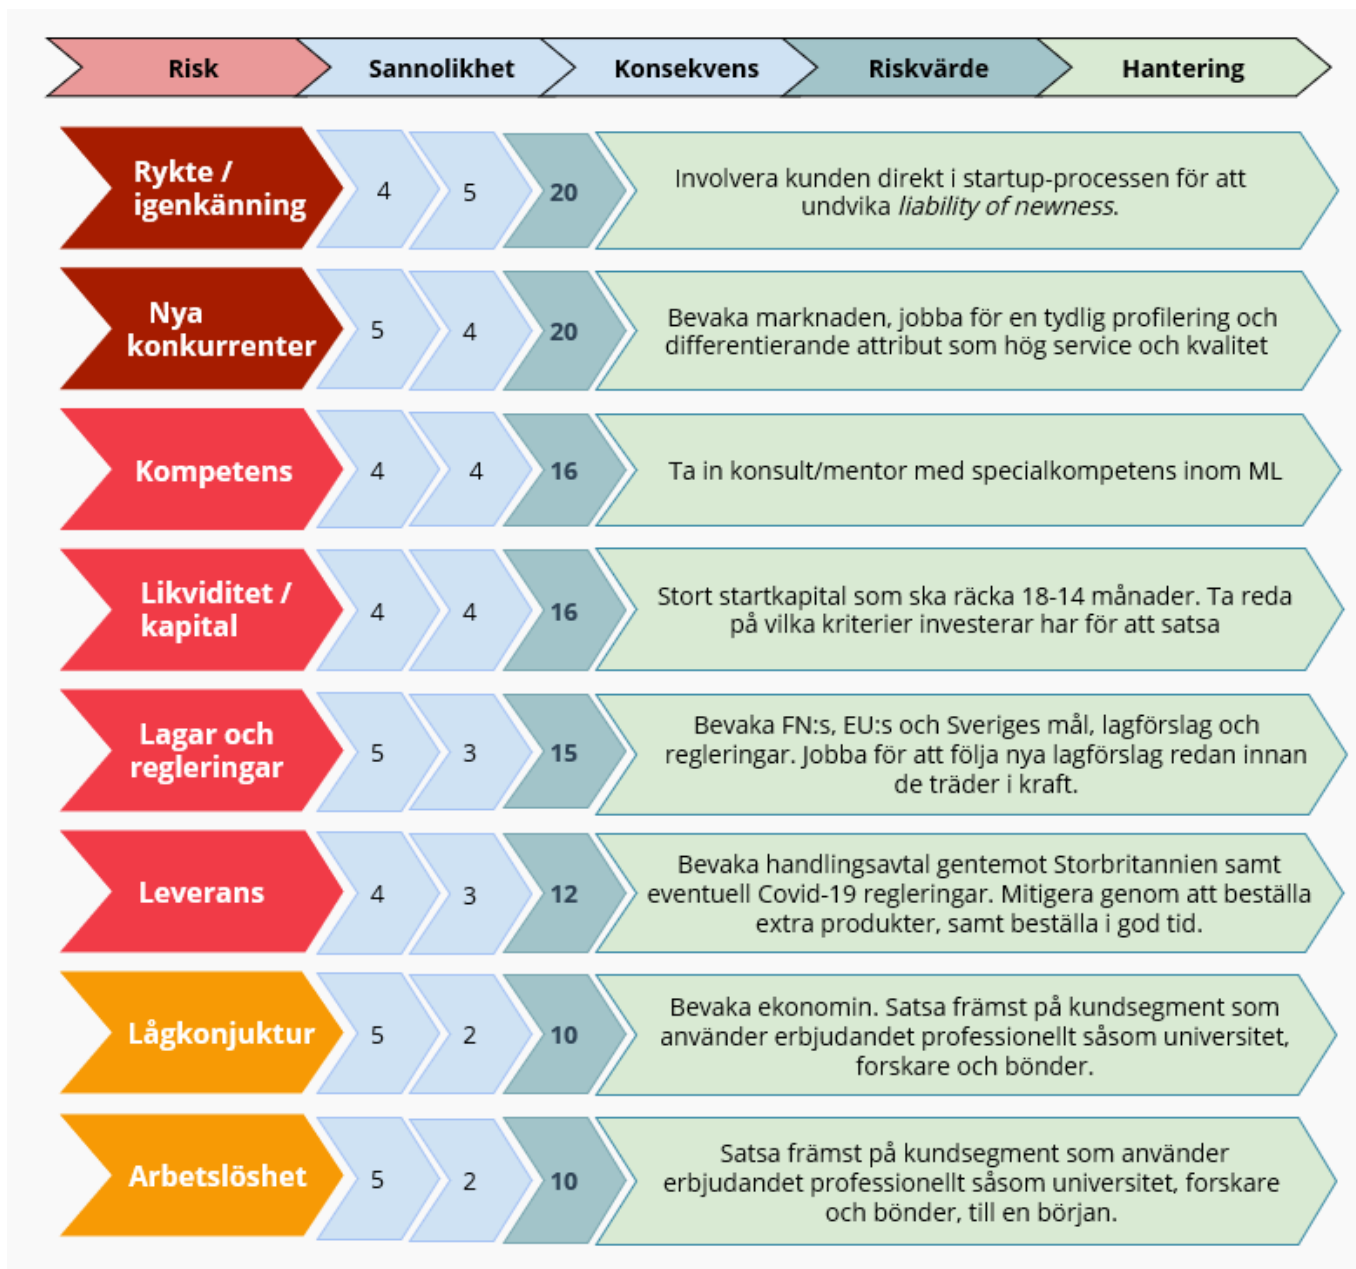 Risk
Sannolikhet
Konsekvens
Riskvärde
Hantering
Rykte /
igenkänning
4
5
20
Involvera kunden direkt i startup-processen för att
undvika liability of newness.
Nya
konkurrenter
5
4
20
Bevaka marknaden, jobba för en tydlig profilering och
differentierande attribut som hög service och kvalitet
Kompetens
4
4
16
Ta in konsult/mentor med specialkompetens inom ML
Likviditet /
kapital
4
4
16
Stort startkapital som ska räcka 18-14 månader. Ta reda
på vilka kriterier investerar har för att satsa
Lagar och
regleringar
5
3
15
Bevaka FN:s, EU:s och Sveriges mål, lagförslag och
regleringar. Jobba för att följa nya lagförslag redan innan
de träder i kraft.
Leverans
4
3
12
Bevaka handlingsavtal gentemot Storbritannien samt
eventuell Covid-19 regleringar. Mitigera genom att beställa
extra produkter, samt beställa i god tid.
Lågkonjuktur
5
2
10
Bevaka ekonomin. Satsa främst på kundsegment som
använder erbjudandet professionellt såsom universitet,
forskare och bönder.
Arbetslöshet
5
2
10
Satsa främst på kundsegment som använder
erbjudandet professionellt såsom universitet, forskare
och bönder, till en början.